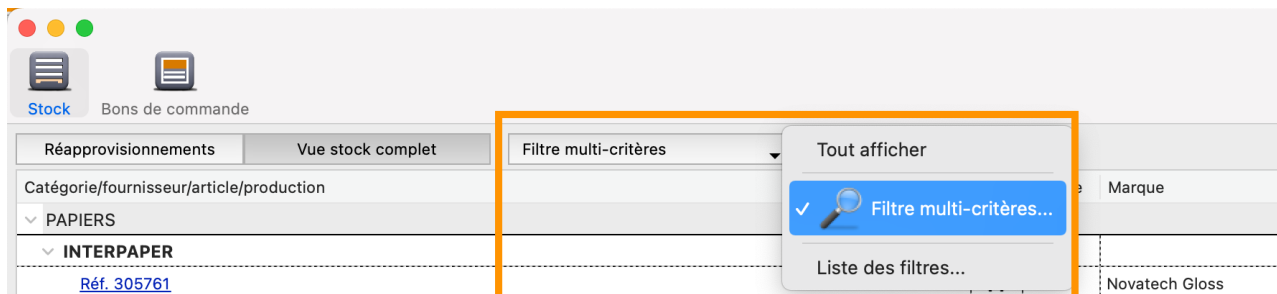 Stock
Bons de commande
Réapprovisionnements
Vue stock complet
Filtre multi-critères
Tout afficher
Filtre multi-critères...
Liste des filtres...
Catégorie/fournisseur/article/production
Marque
PAPIERS
INTERPAPER
Réf. 305761
Novatech Gloss